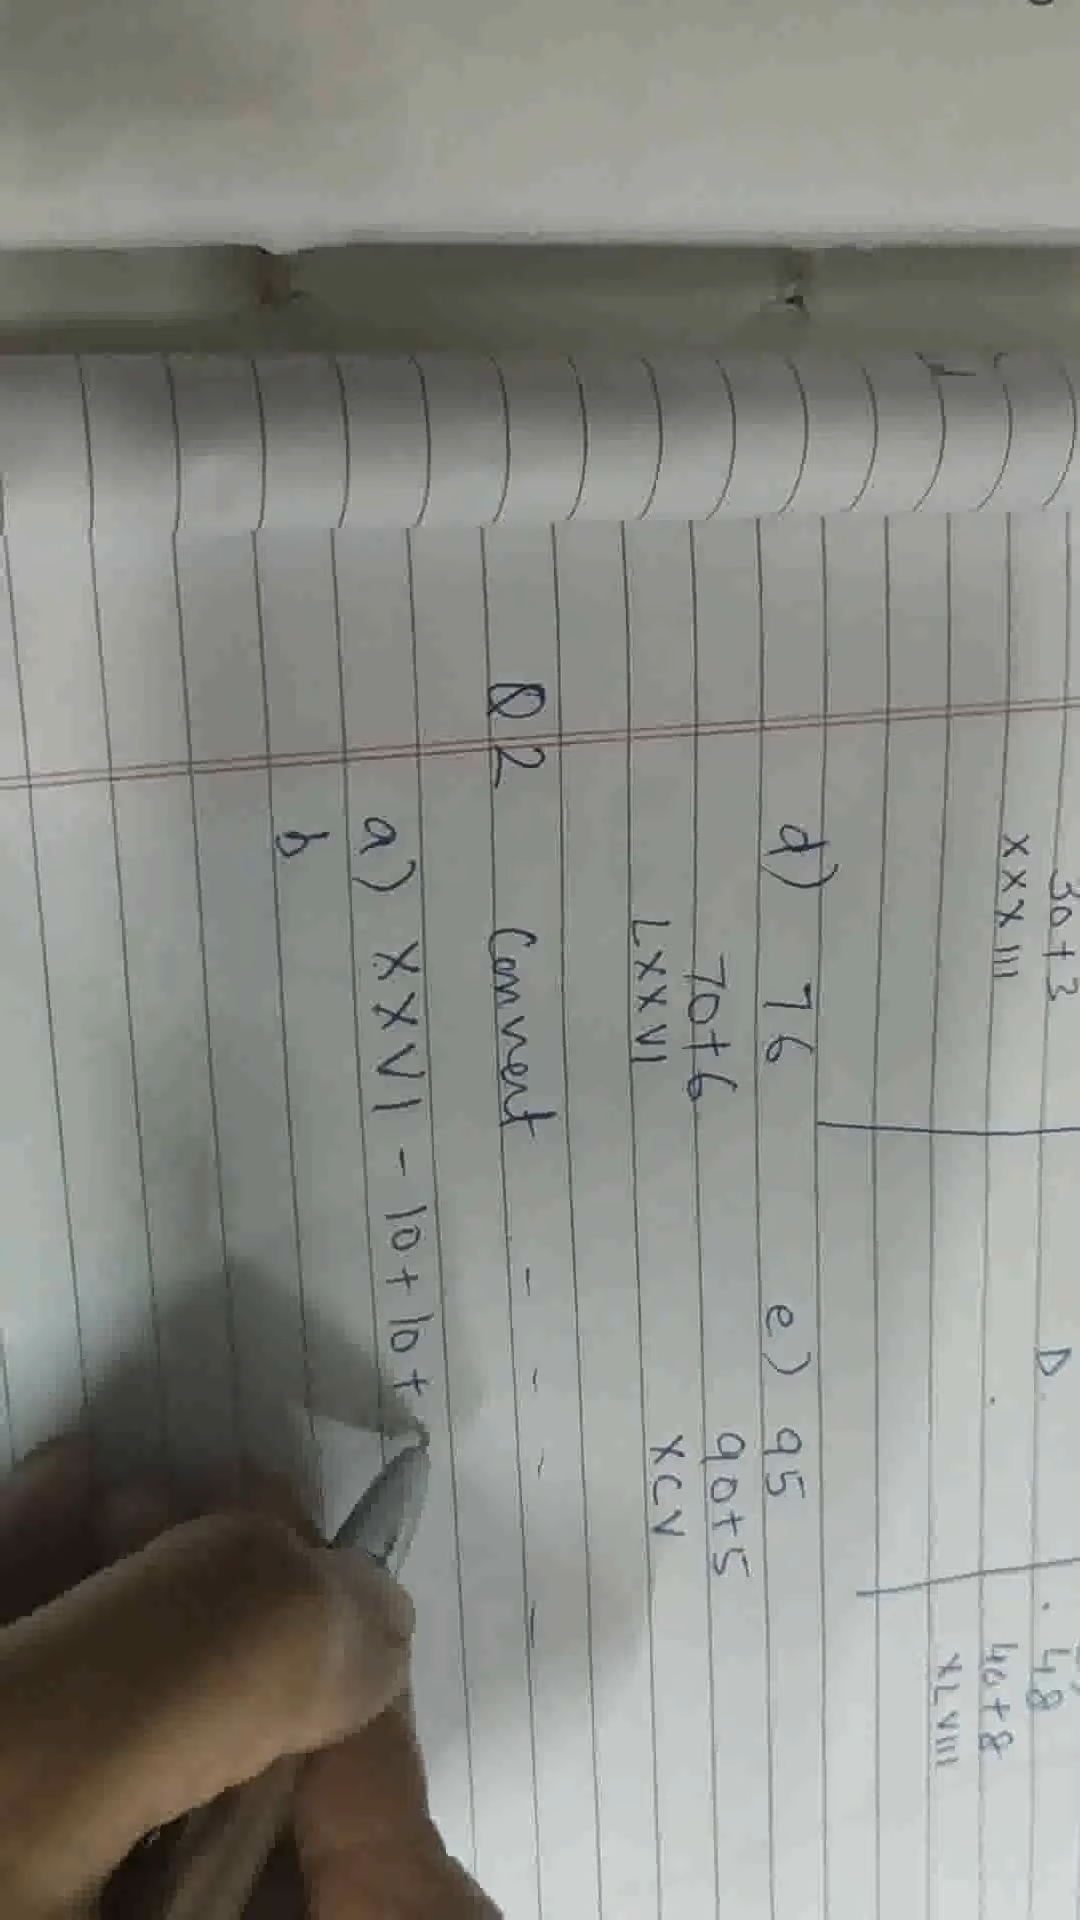 30+3
XXXIII
D
48
40+8
XLVIII
d) 76
70+6
LXXVI
e) 95
90+5
XCV
Q2 Convert - - - -
a) XXVI - 10+10+
b